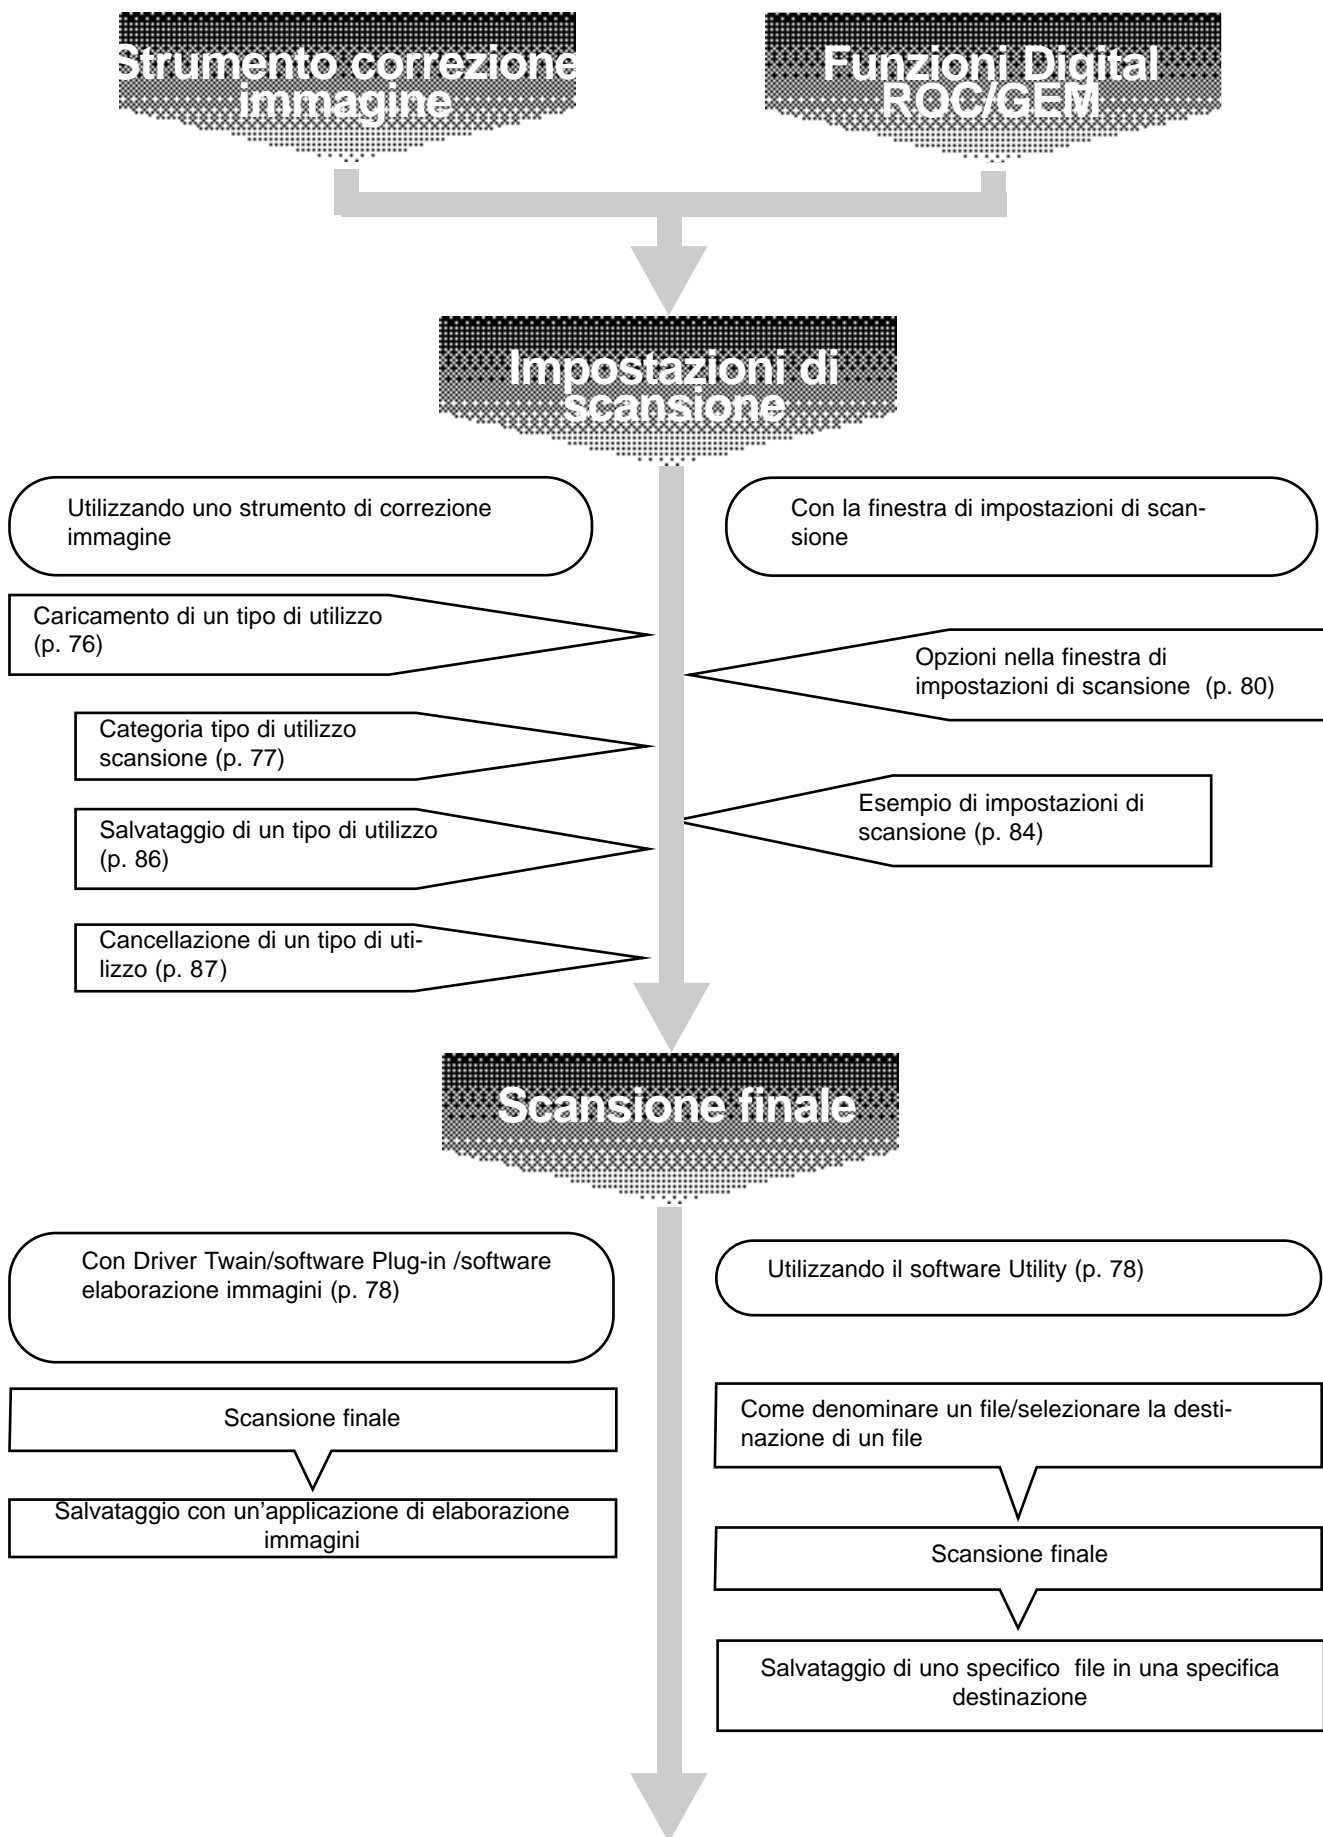 Strumento correzione
immagine
Funzioni Digital
ROC/GEM
Impostazioni di
scansione
Utilizzando uno strumento di correzione
immagine
Con la finestra di impostazioni di scan-
sione
Caricamento di un tipo di utilizzo
(p. 76)
Opzioni nella finestra di
impostazioni di scansione (p. 80)
Categoria tipo di utilizzo
scansione (p. 77)
Esempio di impostazioni di
scansione (p. 84)
Salvataggio di un tipo di utilizzo
(p. 86)
Cancellazione di un tipo di uti-
lizzo (p. 87)
Scansione finale
Con Driver Twain/software Plug-in /software
elaborazione immagini (p. 78)
Utilizzando il software Utility (p. 78)
Scansione finale
Salvataggio con un’applicazione di elaborazione
immagini
Come denominare un file/selezionare la desti-
nazione di un file
Scansione finale
Salvataggio di uno specifico file in una specifica
destinazione